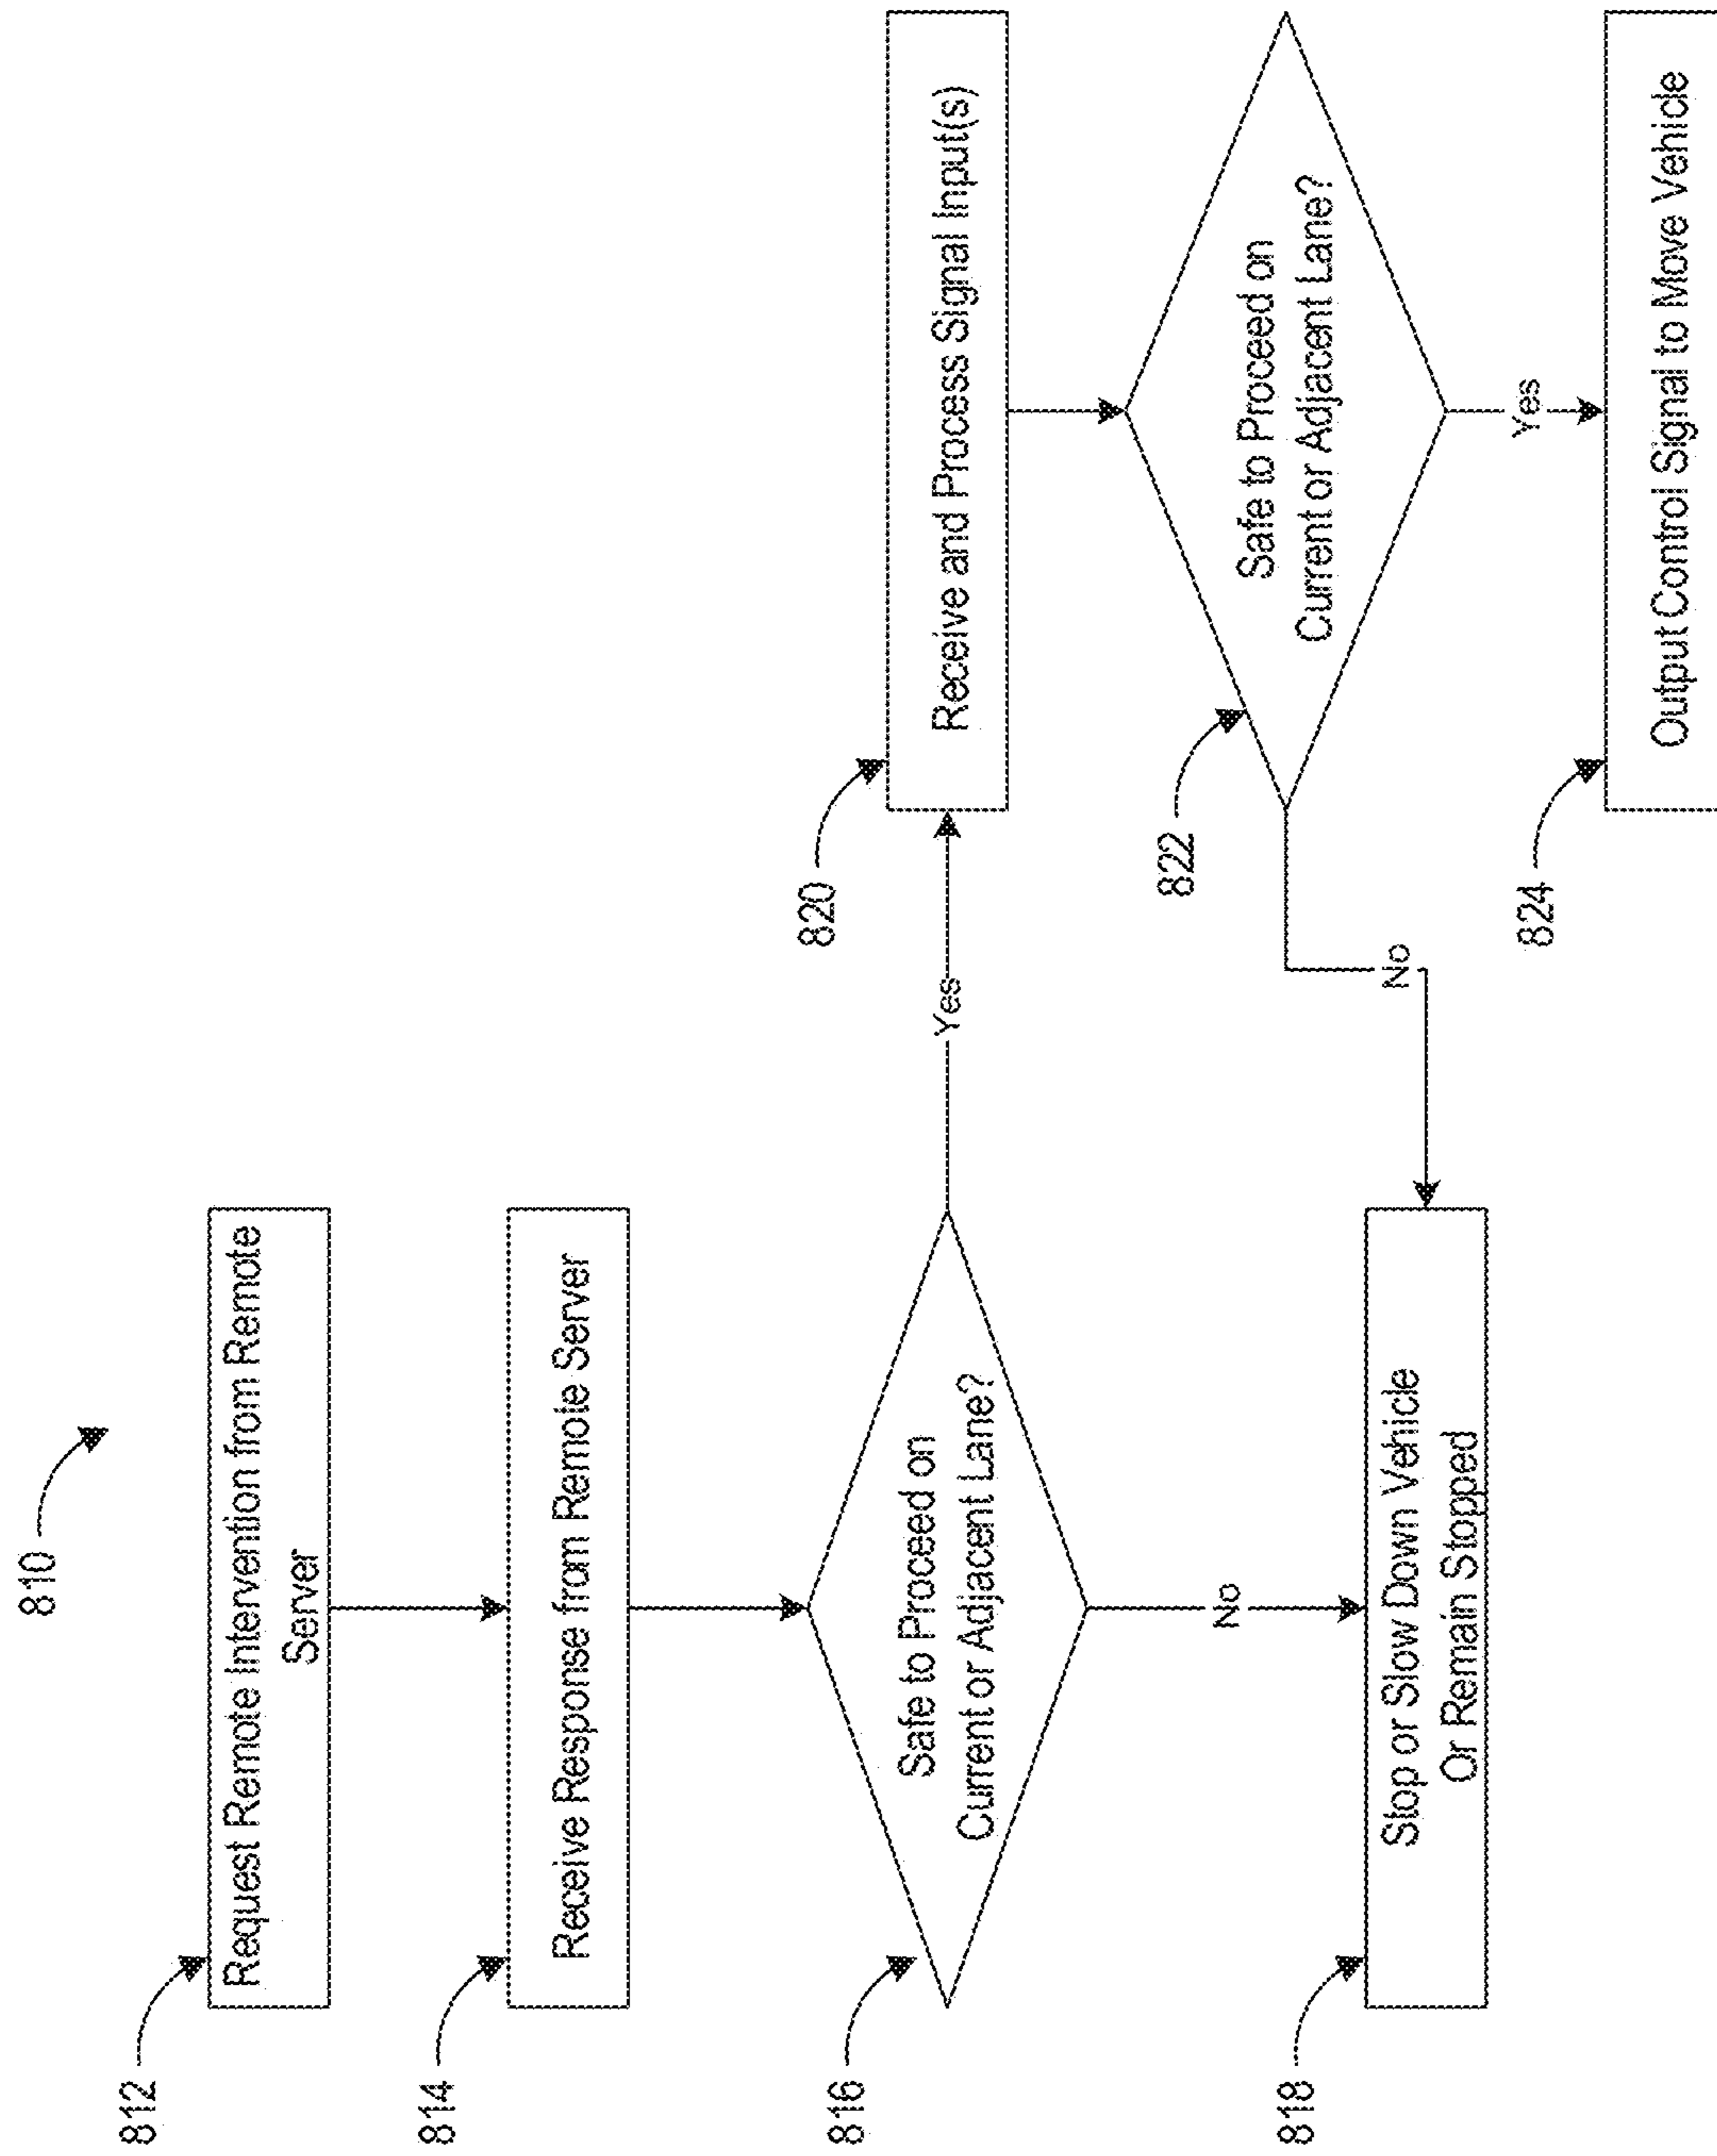 810
812
Request Remote Intervention from Remote
Server
814
Receive Response from Remote Server
816
Safe to Proceed on
Current or Adjacent Lane?
Yes
No
818
Stop or Slow Down Vehicle
Or Remain Stopped
820
Receive and Process Signal Input(s)
822
Safe to Proceed on
Current or Adjacent Lane?
No
Yes
824
Output Control Signal to Move Vehicle